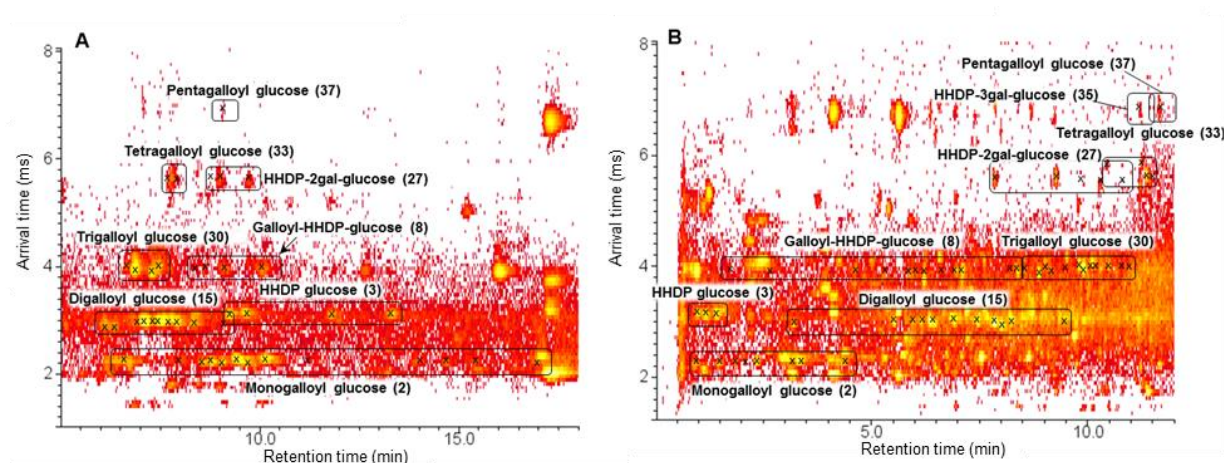 A
8
6
4
2
Arrival time (ms)
Pentagalloyl glucose (37)
Tetragalloyl glucose (33)
HHDP-2gal-glucose (27)
Galloyl-HHDP-glucose (8)
Trigalloyl glucose (30)
HHDP glucose (3)
Digalloyl glucose (15)
Monogalloyl glucose (2)
10.0
15.0
Retention time (min)
B
8
6
4
2
Arrival time (ms)
Pentagalloyl glucose (37)
HHDP-3gal-glucose (35)
Tetragalloyl glucose (33)
HHDP-2gal-glucose (27)
Galloyl-HHDP-glucose (8)
Trigalloyl glucose (30)
HHDP glucose (3)
Digalloyl glucose (15)
Monogalloyl glucose (2)
5.0
10.0
Retention time (min)